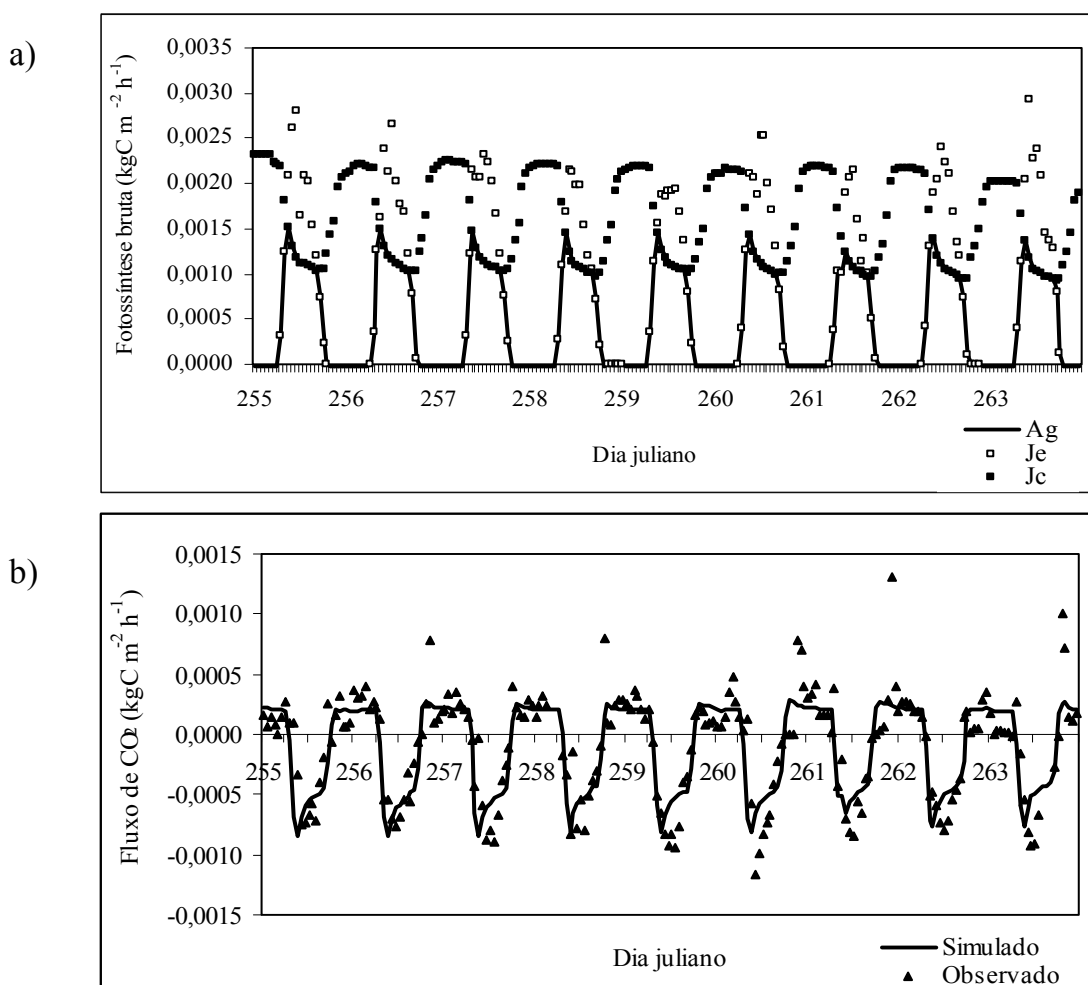 a)
Fotossíntese bruta (kgC m⁻² h⁻¹)
0,0035
0,0030
0,0025
0,0020
0,0015
0,0010
0,0005
0,0000
255 256 257 258 259 260 261 262 263
Dia juliano
Ag
Je
Jc
b)
Fluxo de CO₂ (kgC m⁻² h⁻¹)
0,0015
0,0010
0,0005
0,0000
-0,0005
-0,0010
-0,0015
255 256 257 258 259 260 261 262 263
Dia juliano
Simulado
Observado